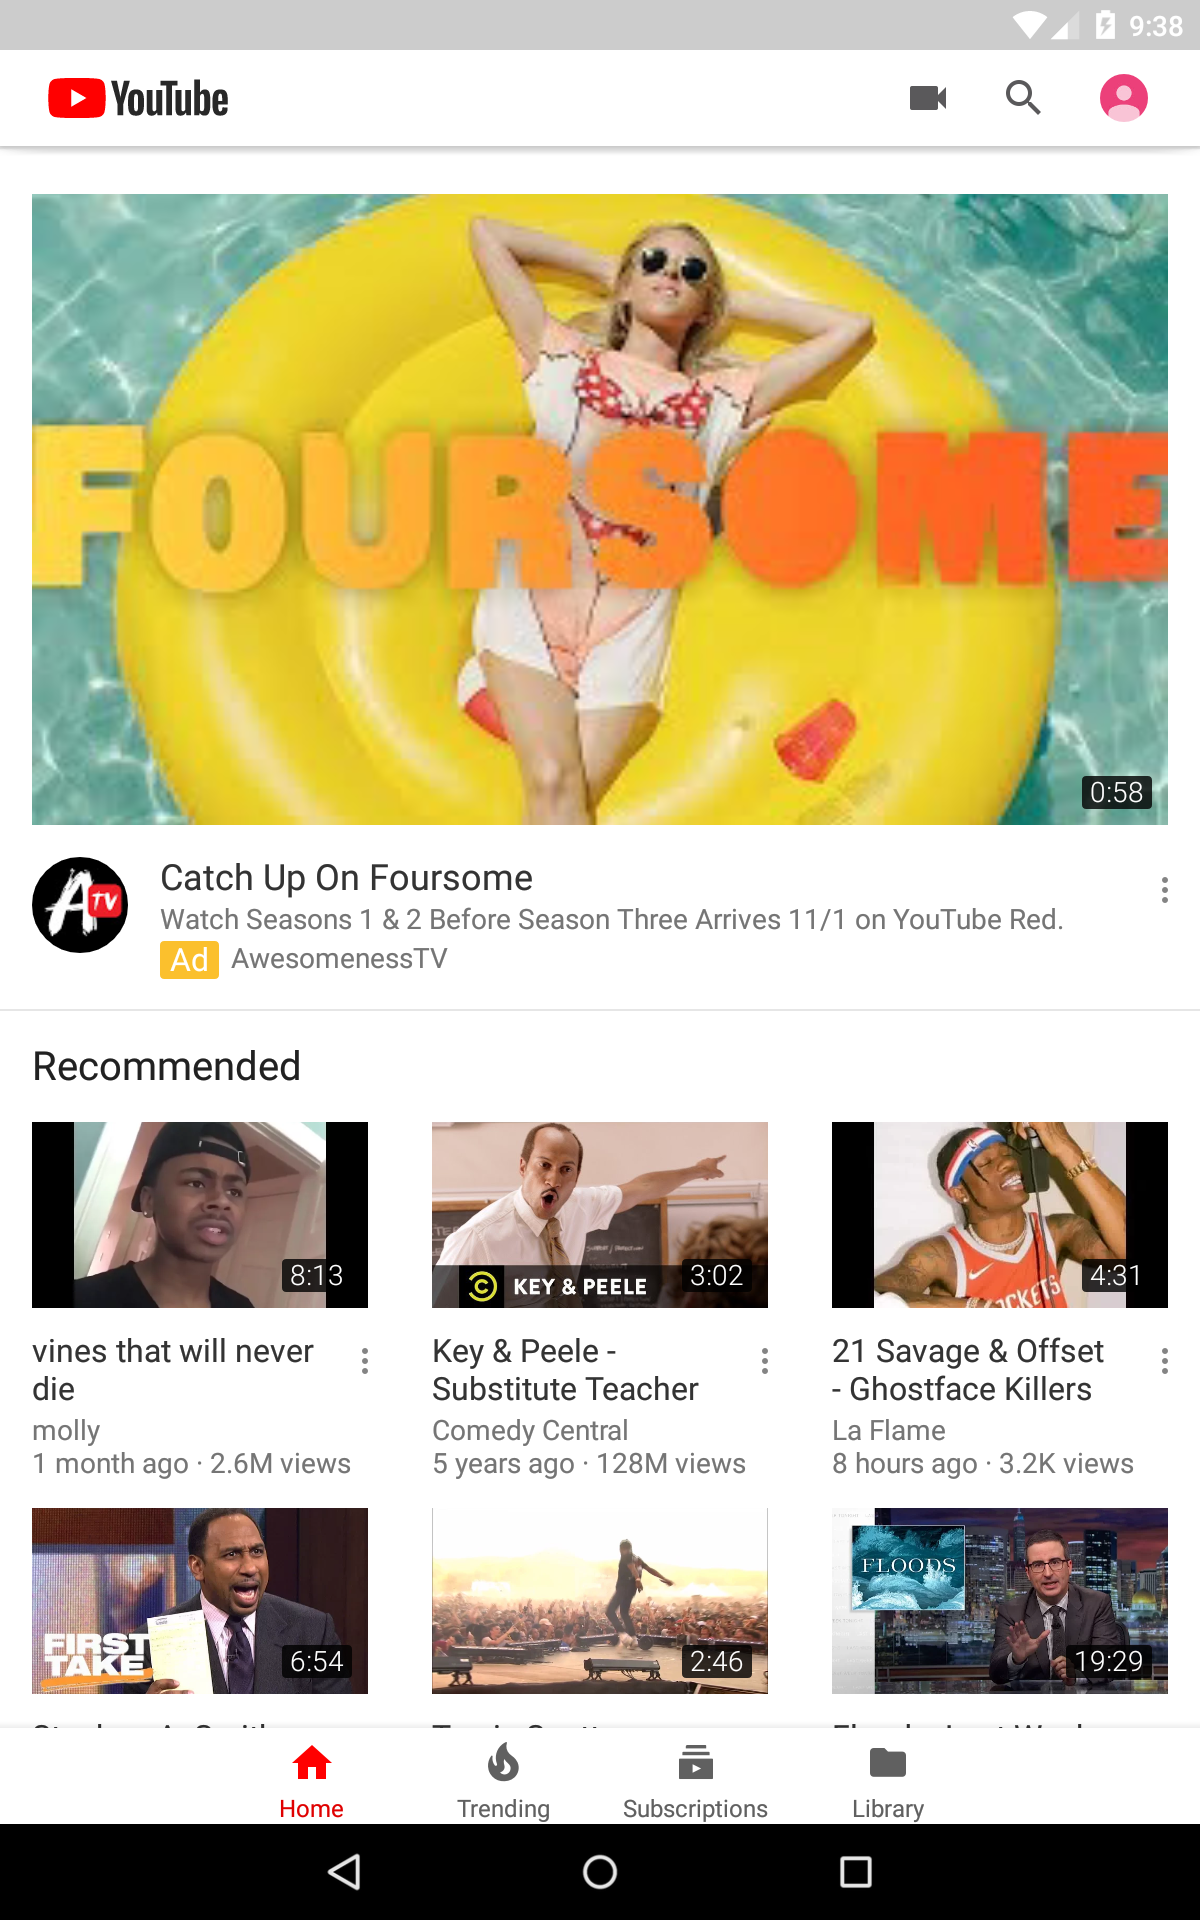 9:38
YouTube
FOURSOME
0:58
ATV
Catch Up On Foursome
Watch Seasons 1 & 2 Before Season Three Arrives 11/1 on YouTube Red.
Ad AwesomenessTV
Recommended
8:13
KEY & PEELE
3:02
OCKETS
4:31
vines that will never
die
molly
1 month ago · 2.6M views
Key & Peele -
Substitute Teacher
Comedy Central
5 years ago · 128M views
21 Savage & Offset
- Ghostface Killers
La Flame
8 hours ago · 3.2K views
FIRST
TAKE
6:54
2:46
FLOODS
19:29
Home
Trending
Subscriptions
Library